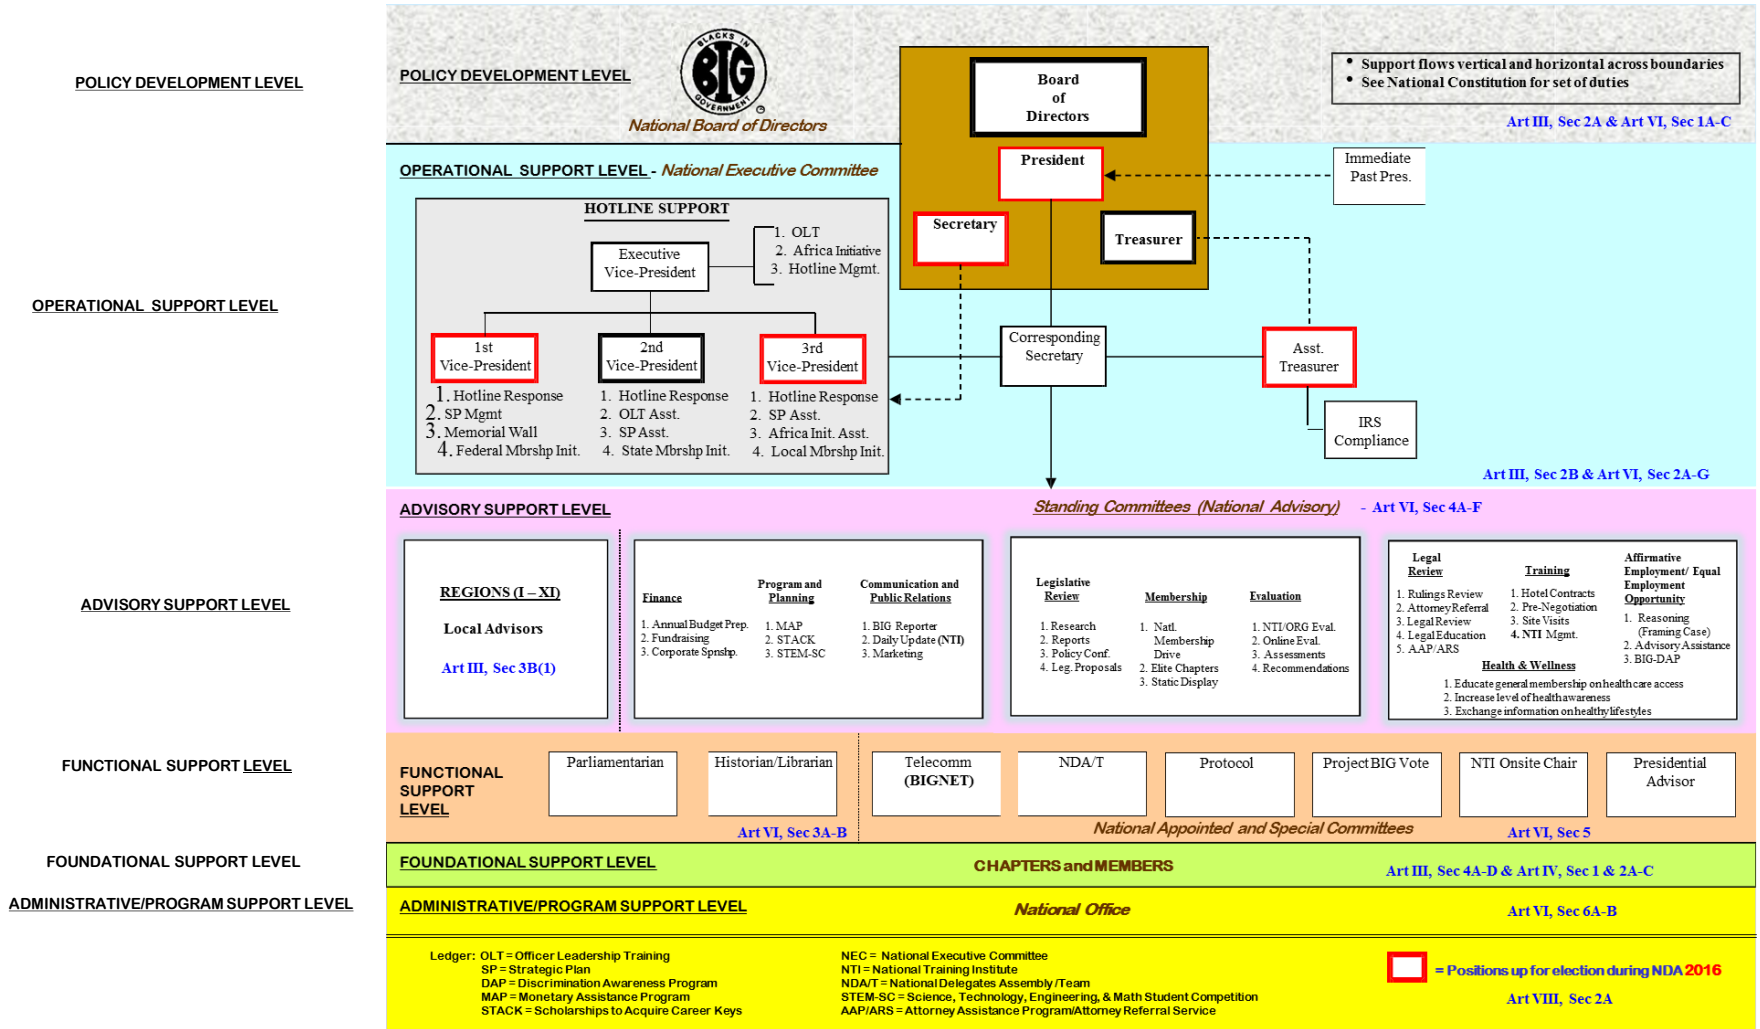 POLICY DEVELOPMENT LEVEL
OPERATIONAL SUPPORT LEVEL
ADVISORY SUPPORT LEVEL
FUNCTIONAL SUPPORT LEVEL
FOUNDATIONAL SUPPORT LEVEL
ADMINISTRATIVE/PROGRAM SUPPORT LEVEL
POLICY DEVELOPMENT LEVEL
BLACKS IN
BIG
GOVERNMENT
National Board of Directors
Board
of
Directors
• Support flows vertical and horizontal across boundaries
• See National Constitution for set of duties
Art III, Sec 2A & Art VI, Sec 1A-C
OPERATIONAL SUPPORT LEVEL - National Executive Committee
President
Immediate
Past Pres.
Secretary
Treasurer
HOTLINE SUPPORT
Executive
Vice-President
1. OLT
2. Africa Initiative
3. Hotline Mgmt.
1st
Vice-President
1. Hotline Response
2. SP Mgmt
3. Memorial Wall
4. Federal Mbrshp Init.
2nd
Vice-President
1. Hotline Response
2. OLT Asst.
3. SP Asst.
4. State Mbrshp Init.
3rd
Vice-President
1. Hotline Response
2. SP Asst.
3. Africa Init. Asst.
4. Local Mbrshp Init.
Corresponding
Secretary
Asst.
Treasurer
IRS
Compliance
Art III, Sec 2B & Art VI, Sec 2A-G
ADVISORY SUPPORT LEVEL
Standing Committees (National Advisory) - Art VI, Sec 4A-F
REGIONS (I – XI)
Local Advisors
Art III, Sec 3B(1)
Finance
1. Annual Budget Prep.
2. Fundraising
3. Corporate Spnshp.
Program and
Planning
1. MAP
2. STACK
3. STEM-SC
Communication and
Public Relations
1. BIG Reporter
2. Daily Update (NTI)
3. Marketing
Legislative
Review
1. Research
2. Reports
3. Policy Conf.
4. Leg. Proposals
Membership
1. Natl.
Membership
Drive
2. Elite Chapters
3. Static Display
Evaluation
1. NTI/ORG Eval.
2. Online Eval.
3. Assessments
4. Recommendations
Legal
Review
1. Rulings Review
2. Attorney Referral
3. Legal Review
4. Legal Education
5. AAP/ARS
Training
1. Hotel Contracts
2. Pre-Negotiation
3. Site Visits
4. NTI Mgmt.
Affirmative
Employment/ Equal
Employment
Opportunity
1. Reasoning
(Framing Case)
2. Advisory Assistance
3. BIG-DAP
Health & Wellness
1. Educate general membership on healthcare access
2. Increase level of health awareness
3. Exchange information on healthy lifestyles
FUNCTIONAL
SUPPORT
LEVEL
Parliamentarian
Historian/Librarian
Telecomm
(BIGNET)
NDA/T
Protocol
Project BIG Vote
NTI Onsite Chair
Presidential
Advisor
Art VI, Sec 3A-B
National Appointed and Special Committees
Art VI, Sec 5
FOUNDATIONAL SUPPORT LEVEL
CHAPTERS and MEMBERS
Art III, Sec 4A-D & Art IV, Sec 1 & 2A-C
ADMINISTRATIVE/PROGRAM SUPPORT LEVEL
National Office
Art VI, Sec 6A-B
Ledger: OLT = Officer Leadership Training
SP = Strategic Plan
DAP = Discrimination Awareness Program
MAP = Monetary Assistance Program
STACK = Scholarships to Acquire Career Keys
NEC = National Executive Committee
NTI = National Training Institute
NDA/T = National Delegates Assembly /Team
STEM-SC = Science, Technology, Engineering, & Math Student Competition
AAP/ARS = Attorney Assistance Program/Attorney Referral Service
= Positions up for election during NDA 2016
Art VIII, Sec 2A